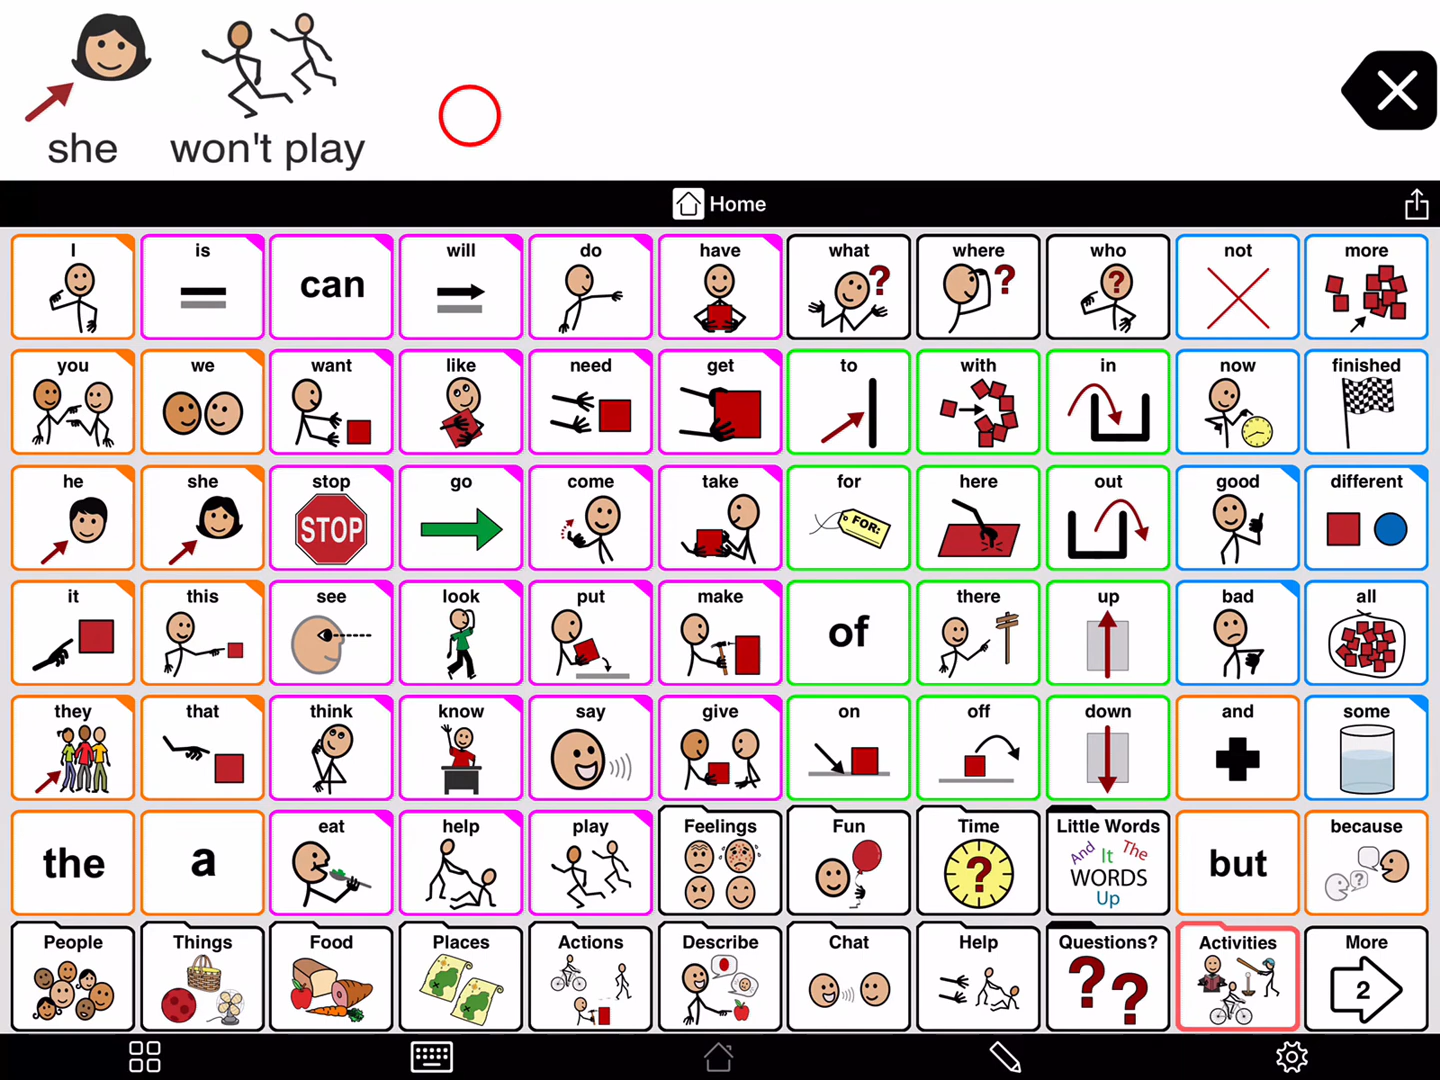 she won't play
Home
I is can will do have what where who not more
you we want like need get to with in now finished
he she stop go come take for here out good different
STOP FOR:
it this see look put make of there up bad all
they that think know say give on off down and some
the a eat help play Feelings Fun Time Little Words but because
And It The
WORDS
Up
People Things Food Places Actions Describe Chat Help Questions? Activities More
2